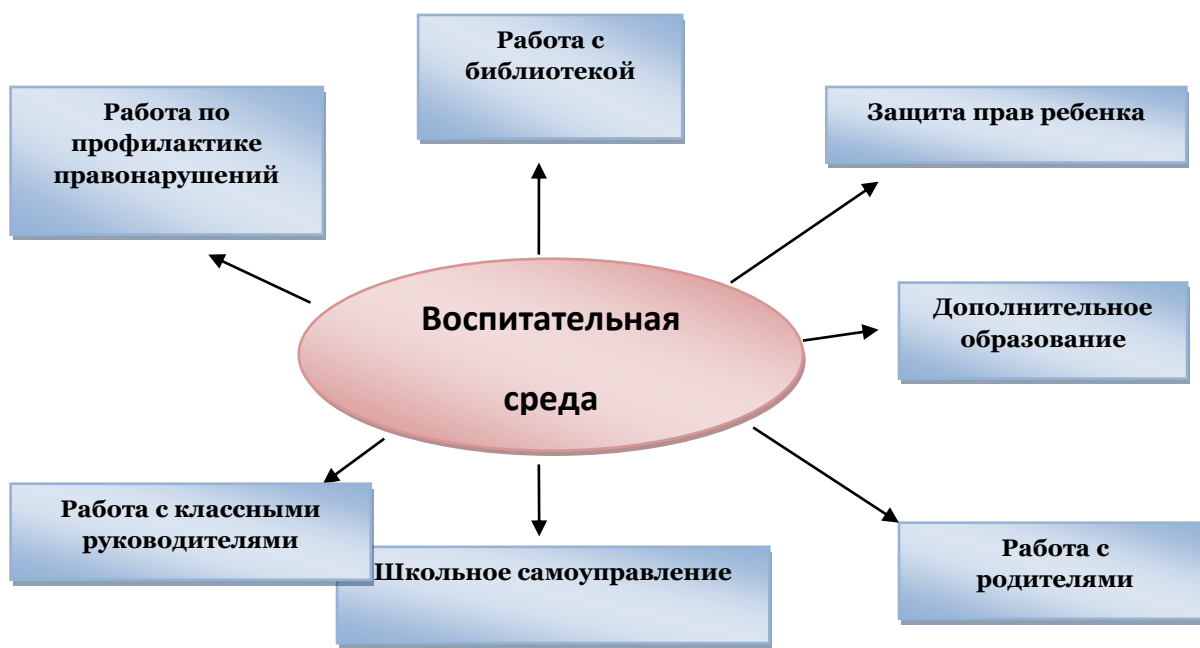 Работа с
библиотекой
Работа по
профилактике
правонарушений
Защита прав ребенка
Воспитательная
среда
Дополнительное
образование
Работа с классными
руководителями
Школьное самоуправление
Работа с
родителями